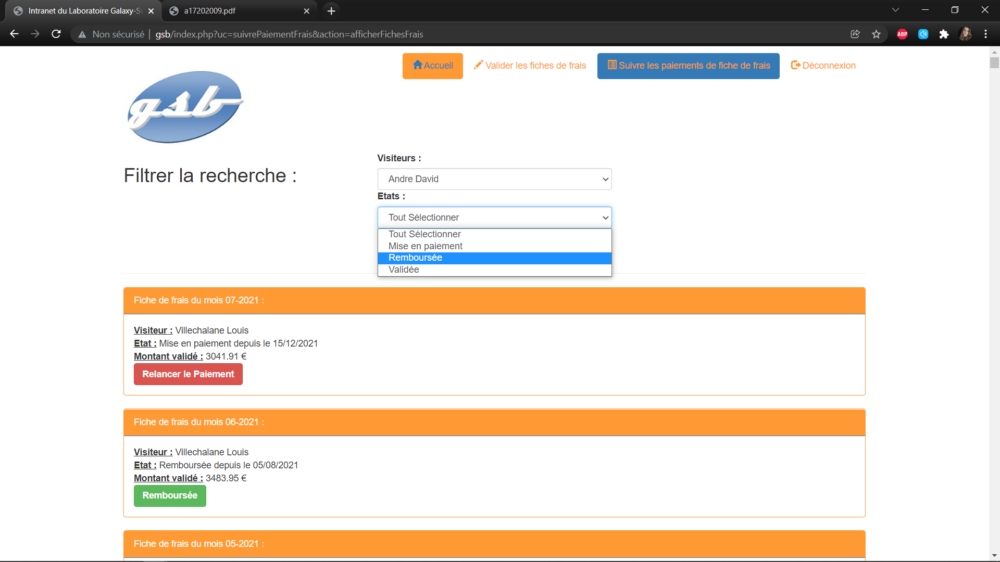 Intranet du Laboratoire Galaxy-Sw
a17202009.pdf
Non sécurisé
gsb/index.php?uc=suivrePaiementFrais&action=afficherFichesFrais
ABP
Accueil
Valider les fiches de frais
Suivre les paiements de fiche de frais
Déconnexion
gsb
Filtrer la recherche :
Visiteurs :
Andre David
Etats :
Tout Sélectionner
Tout Sélectionner
Mise en paiement
Remboursée
Validée
Fiche de frais du mois 07-2021 :
Visiteur : Villechalane Louis
Etat : Mise en paiement depuis le 15/12/2021
Montant validé : 3041.91 €
Relancer le Paiement
Fiche de frais du mois 06-2021 :
Visiteur : Villechalane Louis
Etat : Remboursée depuis le 05/08/2021
Montant validé : 3483.95 €
Remboursée
Fiche de frais du mois 05-2021 :